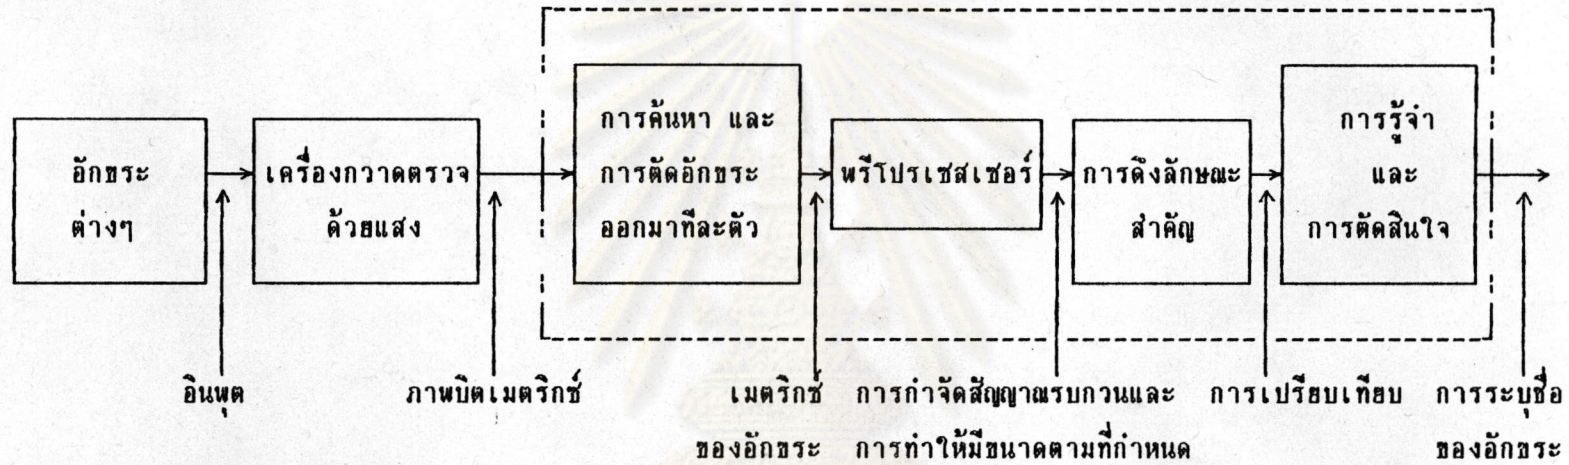 อักขระ
ต่างๆ
เครื่องกวาดตรวจ
ด้วยแสง
การค้นหา และ
การตัดอักขระ
ออกมาทีละตัว
พรีโปรเซสเซอร์
การดึงลักษณะ
สำคัญ
การรู้จำ
และ
การตัดสินใจ
อินพุต
ภาพบิตเมตริกซ์
เมตริกซ์
ของอักขระ
การกำจัดสัญญาณรบกวนและ
การทำให้มีขนาดตามที่กำหนด
การเปรียบเทียบ
การระบุชื่อ
ของอักขระ